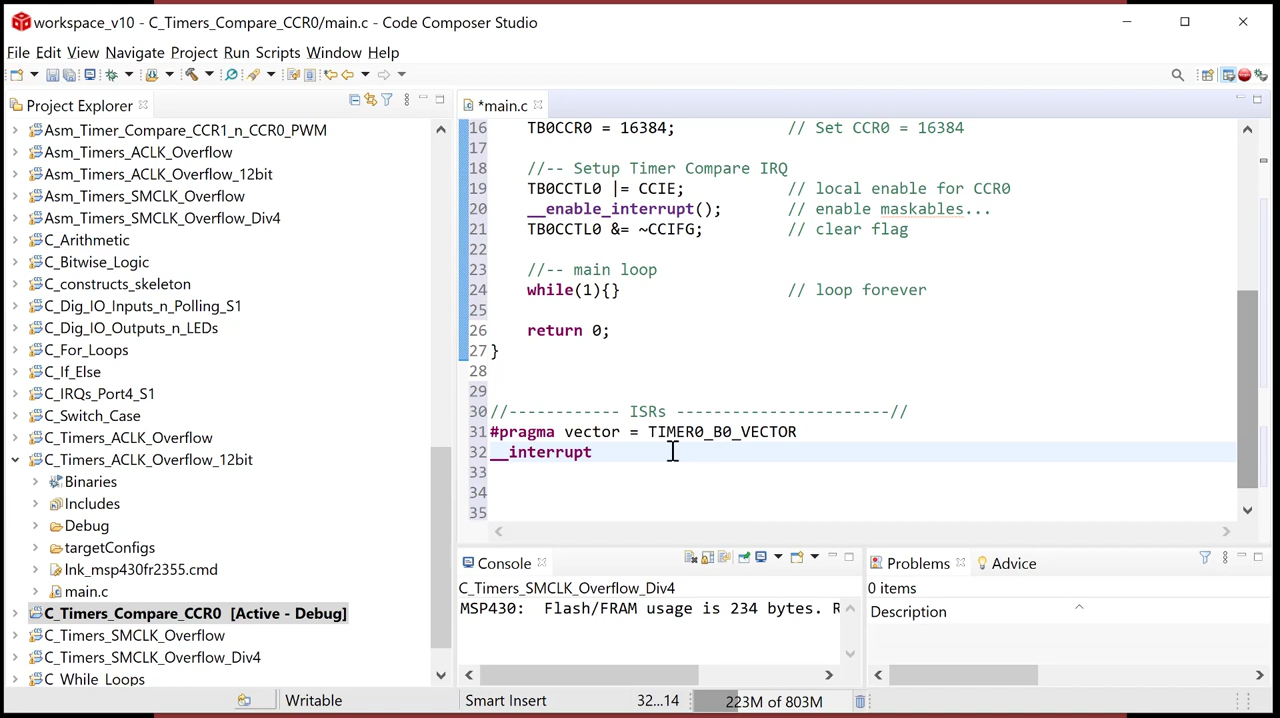 workspace_v10 - C_Timers_Compare_CCR0/main.c - Code Composer Studio
File Edit View Navigate Project Run Scripts Window Help
Project Explorer
Asm_Timer_Compare_CCR1_n_CCR0_PWM
Asm_Timers_ACLK_Overflow
Asm_Timers_ACLK_Overflow_12bit
Asm_Timers_SMCLK_Overflow
Asm_Timers_SMCLK_Overflow_Div4
C_Arithmetic
C_Bitwise_Logic
C_constructs_skeleton
C_Dig_IO_Inputs_n_Polling_S1
C_Dig_IO_Outputs_n_LEDs
C_For_Loops
C_If_Else
C_IRQs_Port4_S1
C_Switch_Case
C_Timers_ACLK_Overflow
C_Timers_ACLK_Overflow_12bit
Binaries
Includes
Debug
targetConfigs
lnk_msp430fr2355.cmd
main.c
C_Timers_Compare_CCR0 [Active - Debug]
C_Timers_SMCLK_Overflow
C_Timers_SMCLK_Overflow_Div4
C_While_Loops
*main.c
16 TB0CCR0 = 16384; // Set CCR0 = 16384
17
18 //-- Setup Timer Compare IRQ
19 TB0CCTL0 |= CCIE; // local enable for CCR0
20 __enable_interrupt(); // enable maskables...
21 TB0CCTL0 &= ~CCIFG; // clear flag
22
23 //-- main loop
24 while(1){} // loop forever
25
26 return 0;
27 }
28
29
30 //------------ ISRs -----------------------//
31 #pragma vector = TIMER0_B0_VECTOR
32 __interrupt
33
34
35
Console
C_Timers_SMCLK_Overflow_Div4
MSP430: Flash/FRAM usage is 234 bytes. R
Problems Advice
0 items
Description
Writable
Smart Insert
32...14
223M of 803M